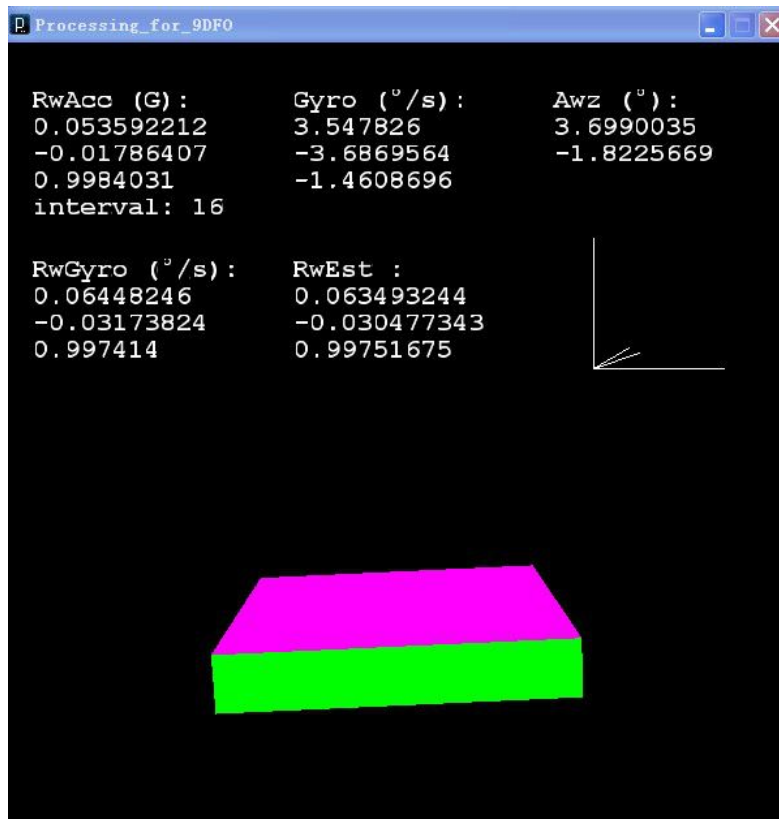 Processing_for_9DFO
RwAcc (G):
0.053592212
-0.01786407
0.9984031
interval: 16
Gyro (°/s):
3.547826
-3.6869564
-1.4608696
Awz (°):
3.6990035
-1.8225669
RwGyro (°/s):
0.06448246
-0.03173824
0.997414
RwEst :
0.063493244
-0.030477343
0.99751675